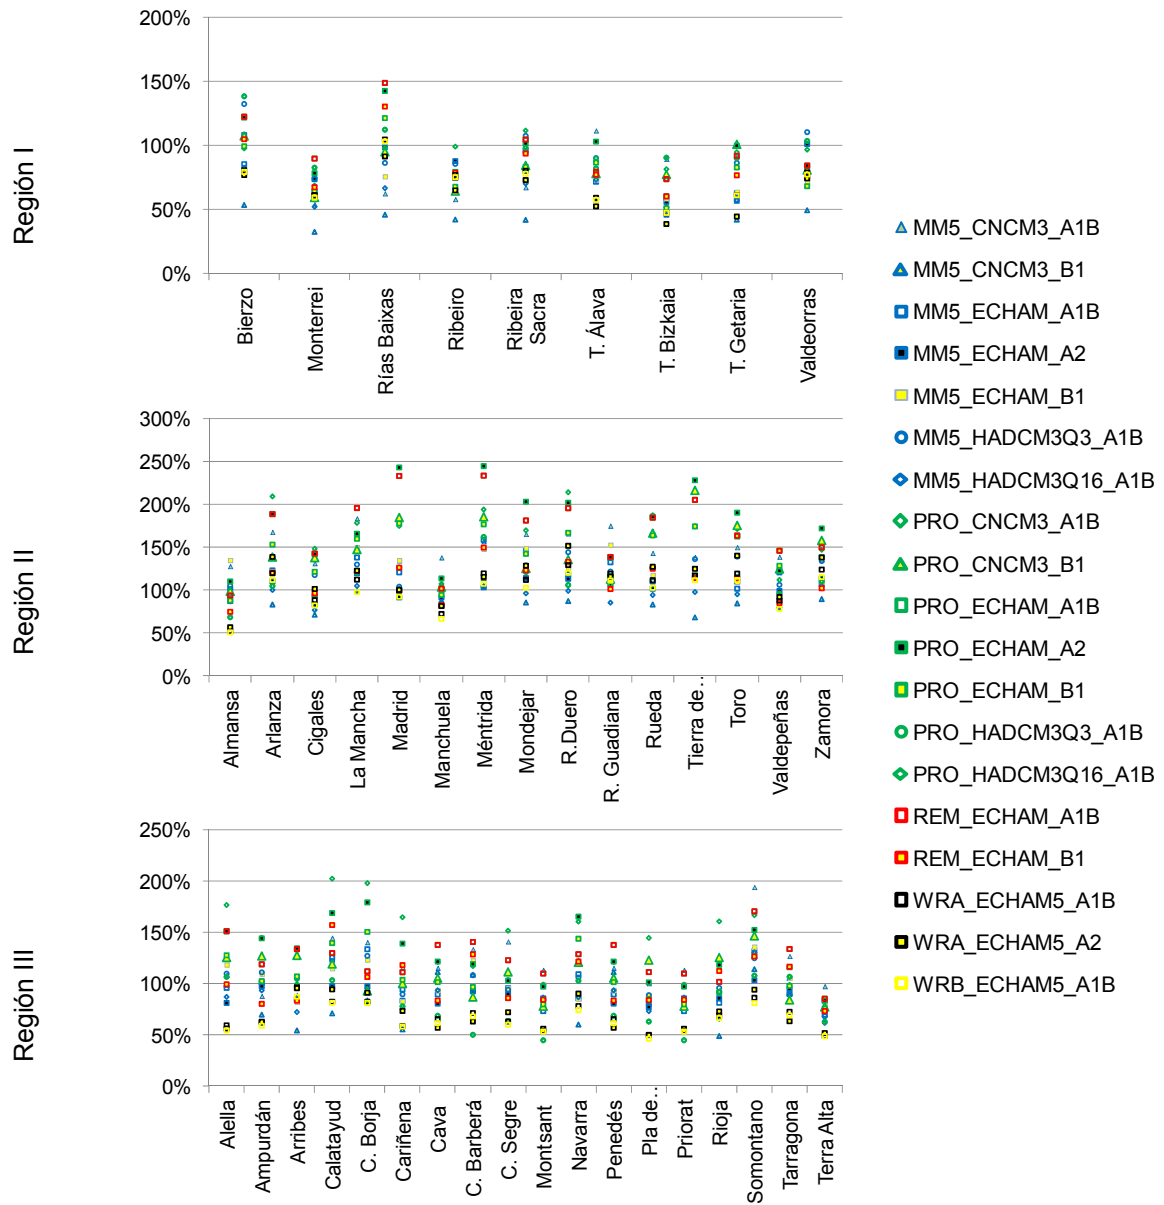 Región I
200%
150%
100%
50%
0%
Bierzo
Monterrei
Rías Baixas
Ribeiro
Ribeira Sacra
T. Álava
T. Bizkaia
T. Getaria
Valdeorras
Región II
300%
250%
200%
150%
100%
50%
0%
Almansa
Arlanza
Cigales
La Mancha
Madrid
Manchuela
Méntrida
Mondejar
R.Duero
R. Guadiana
Rueda
Tierra de…
Toro
Valdepeñas
Zamora
Región III
250%
200%
150%
100%
50%
0%
Alella
Ampurdán
Arribes
Calatayud
C. Borja
Cariñena
Cava
C. Barberá
C. Segre
Montsant
Navarra
Penedés
Pla de…
Priorat
Rioja
Somontano
Tarragona
Terra Alta
MM5_CNCM3_A1B
MM5_CNCM3_B1
MM5_ECHAM_A1B
MM5_ECHAM_A2
MM5_ECHAM_B1
MM5_HADCM3Q3_A1B
MM5_HADCM3Q16_A1B
PRO_CNCM3_A1B
PRO_CNCM3_B1
PRO_ECHAM_A1B
PRO_ECHAM_A2
PRO_ECHAM_B1
PRO_HADCM3Q3_A1B
PRO_HADCM3Q16_A1B
REM_ECHAM_A1B
REM_ECHAM_B1
WRA_ECHAM5_A1B
WRA_ECHAM5_A2
WRB_ECHAM5_A1B